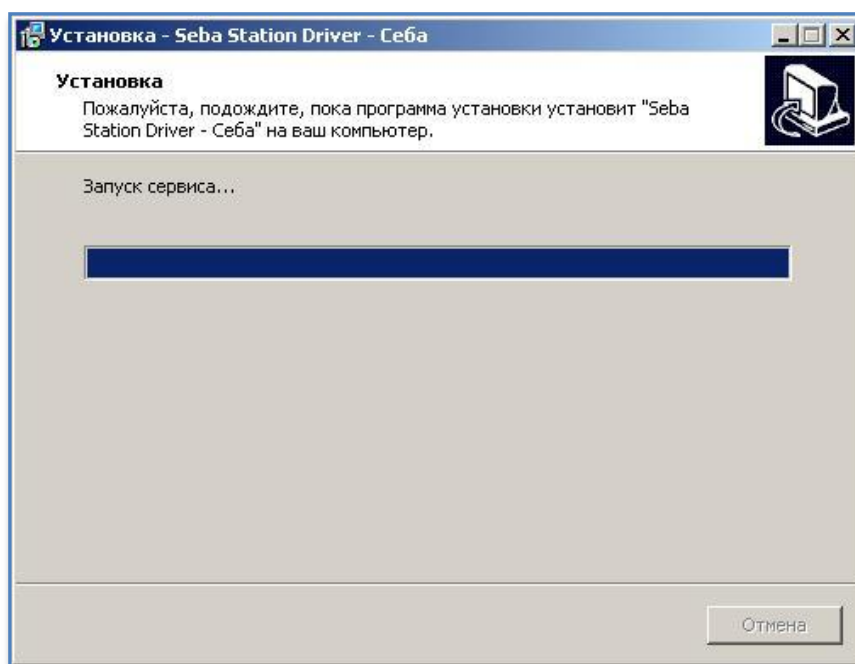 Установка - Seba Station Driver - Себа
Установка
Пожалуйста, подождите, пока программа установки установит "Seba
Station Driver - Себа" на ваш компьютер.
Запуск сервиса...
Отмена